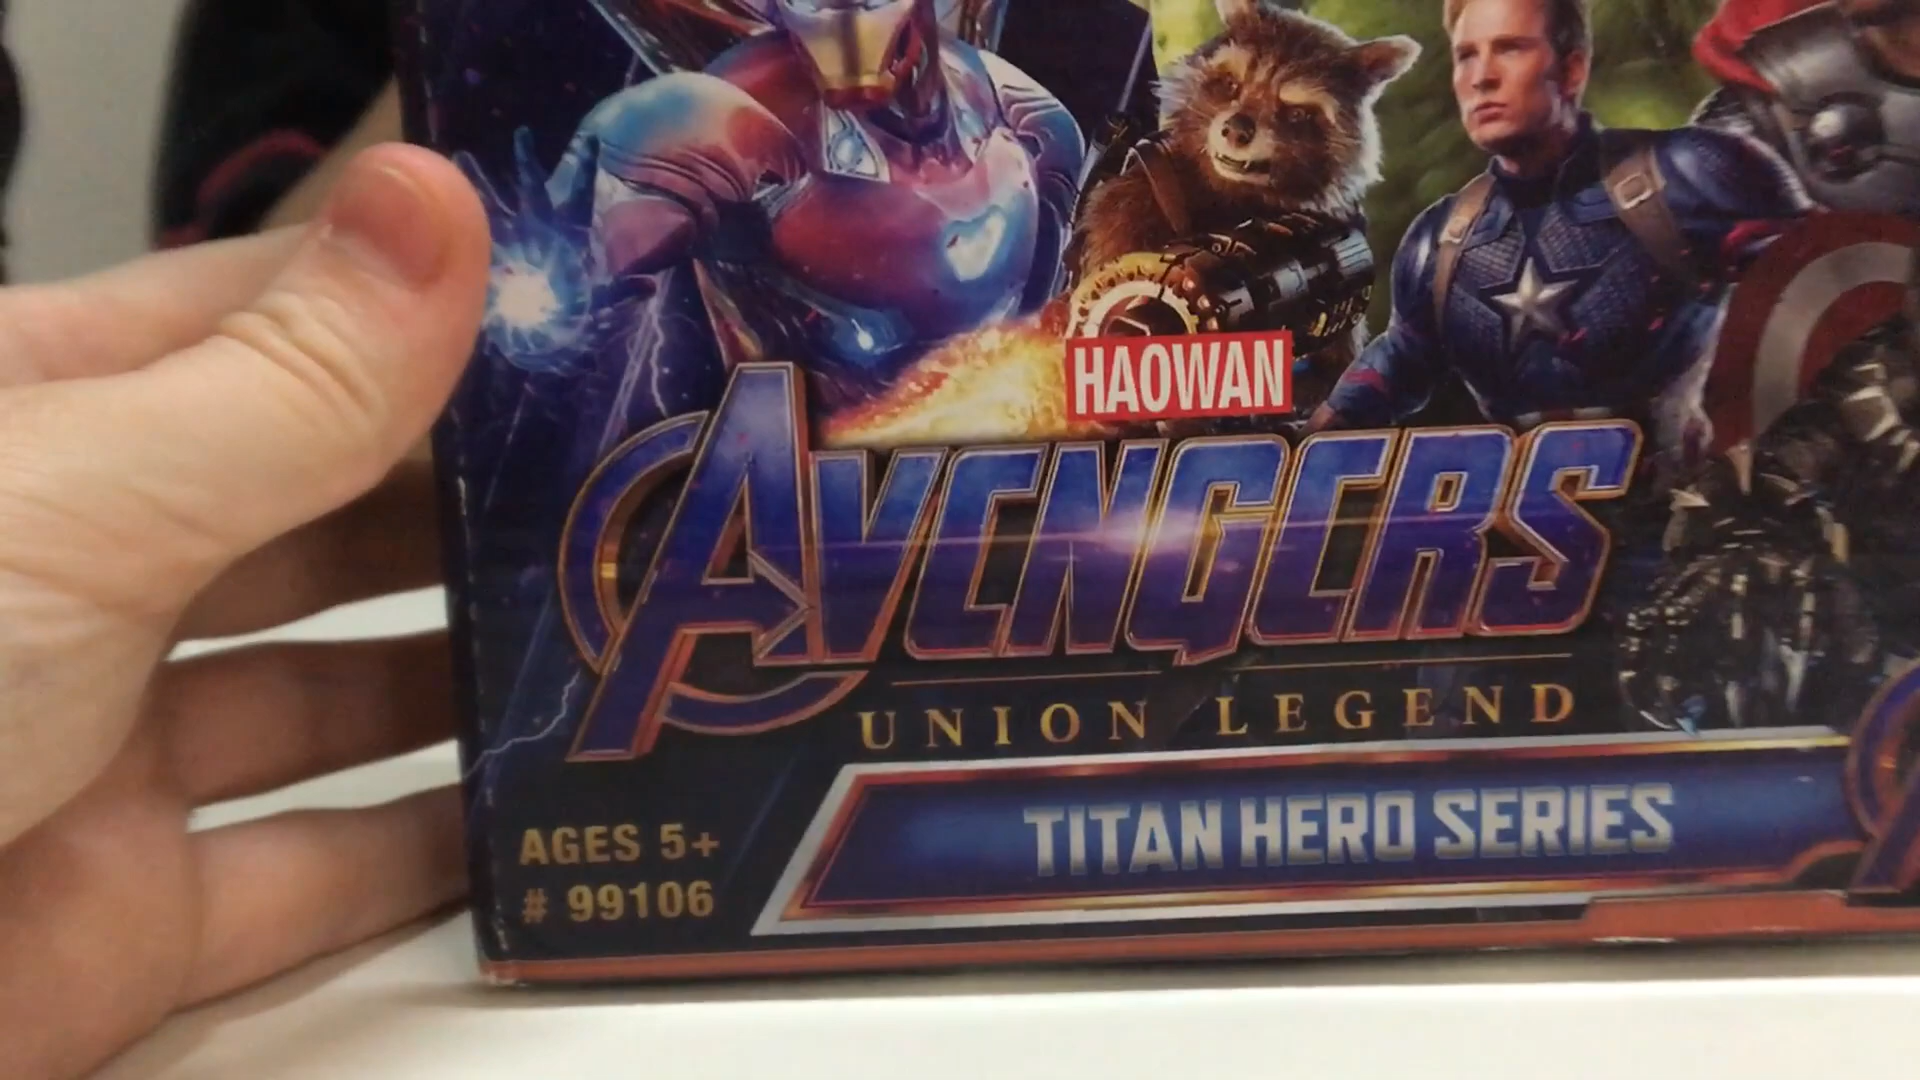 HAOWAN
AVENGERS
UNION LEGEND
TITAN HERO SERIES
AGES 5+
# 99106